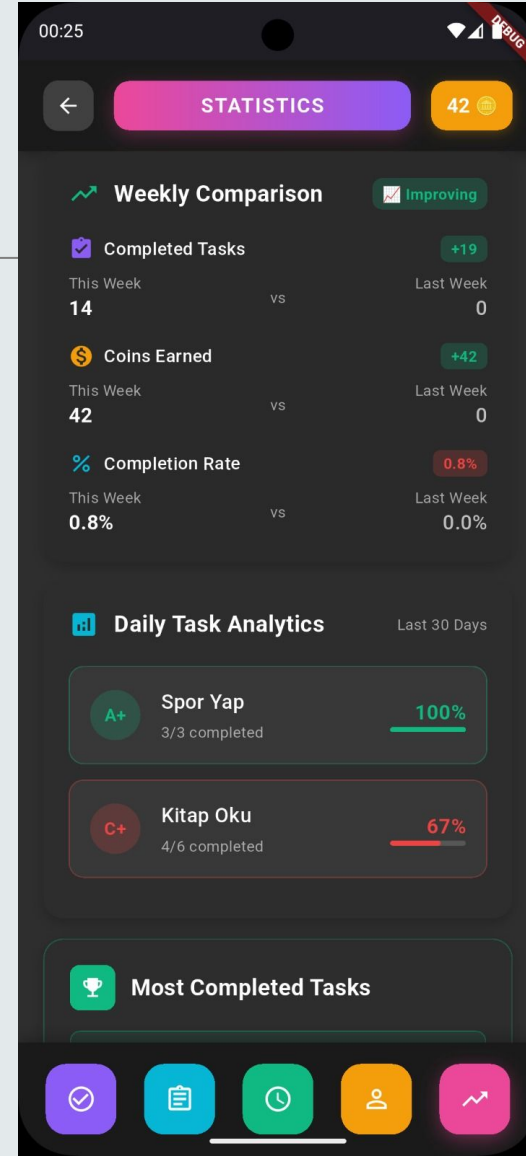 00:25
DEBUG
STATISTICS
42
Weekly Comparison
📈 Improving
Completed Tasks
+19
This Week
Last Week
14
vs
0
Coins Earned
+42
This Week
Last Week
42
vs
0
Completion Rate
0.8%
This Week
Last Week
0.8%
vs
0.0%
Daily Task Analytics
Last 30 Days
A+
Spor Yap
3/3 completed
100%
C+
Kitap Oku
4/6 completed
67%
Most Completed Tasks